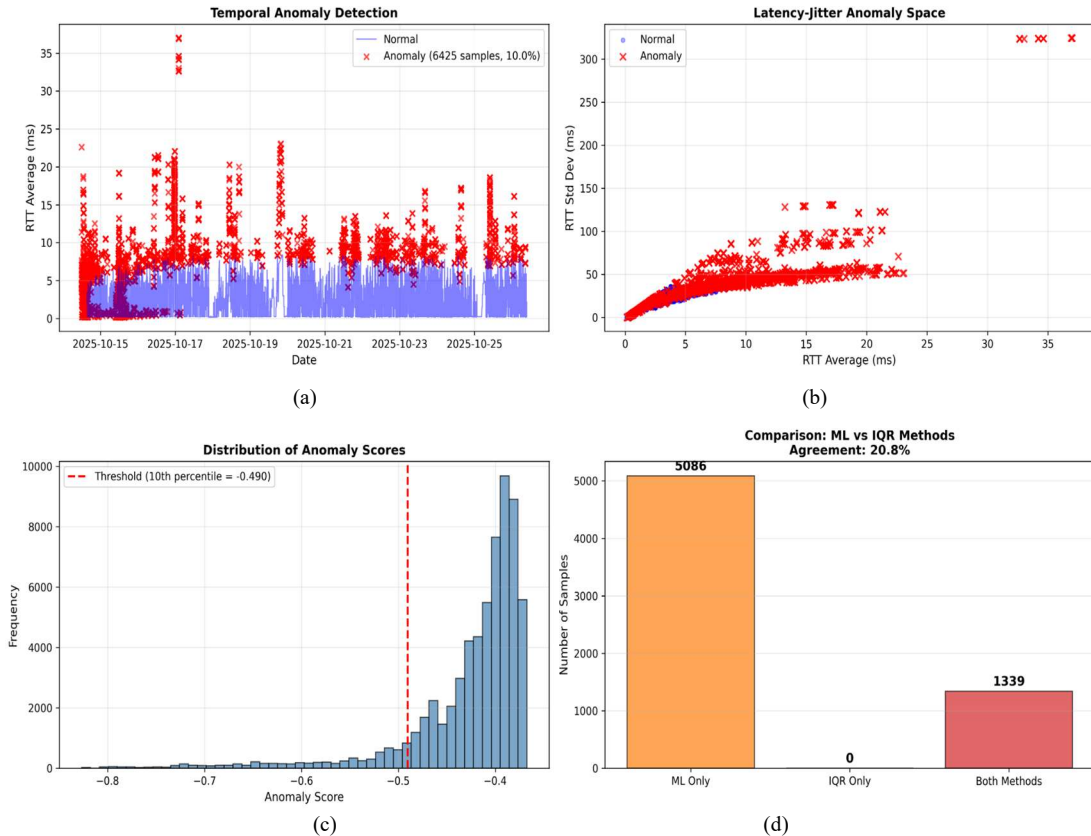 Temporal Anomaly Detection
Normal
Anomaly (6425 samples, 10.0%)
RTT Average (ms)
35
30
25
20
15
10
5
0
2025-10-15 2025-10-17 2025-10-19 2025-10-21 2025-10-23 2025-10-25
Date
(a)
Latency-Jitter Anomaly Space
Normal
Anomaly
RTT Std Dev (ms)
300
250
200
150
100
50
0
0 5 10 15 20 25 30 35
RTT Average (ms)
(b)
Distribution of Anomaly Scores
Threshold (10th percentile = -0.490)
Frequency
10000
8000
6000
4000
2000
0
−0.8 −0.7 −0.6 −0.5 −0.4
Anomaly Score
(c)
Comparison: ML vs IQR Methods
Agreement: 20.8%
Number of Samples
5000
4000
3000
2000
1000
0
5086
0
1339
ML Only IQR Only Both Methods
(d)